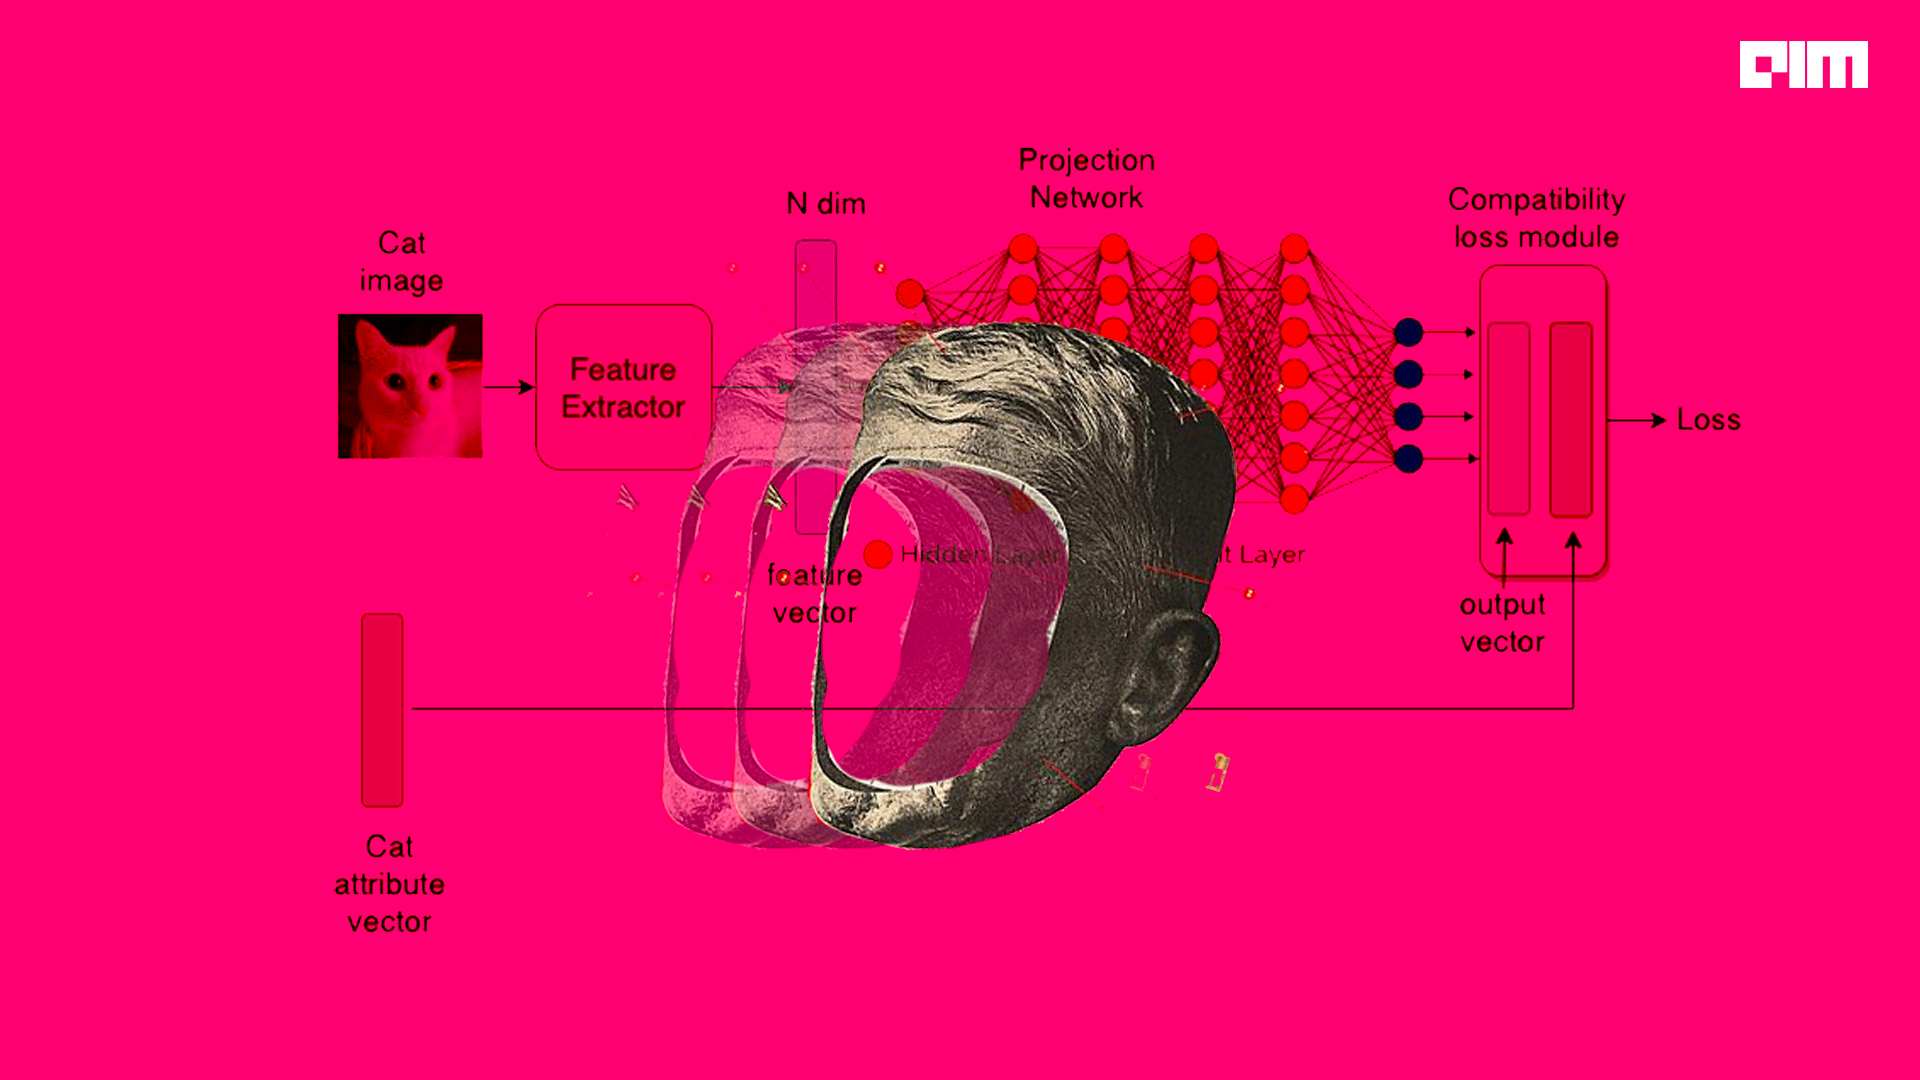 AIM
Projection
Network
N dim
Compatibility
loss module
Cat
image
Feature
Extractor
Loss
Hidden Layer
Layer
feature
vector
output
vector
Cat
attribute
vector